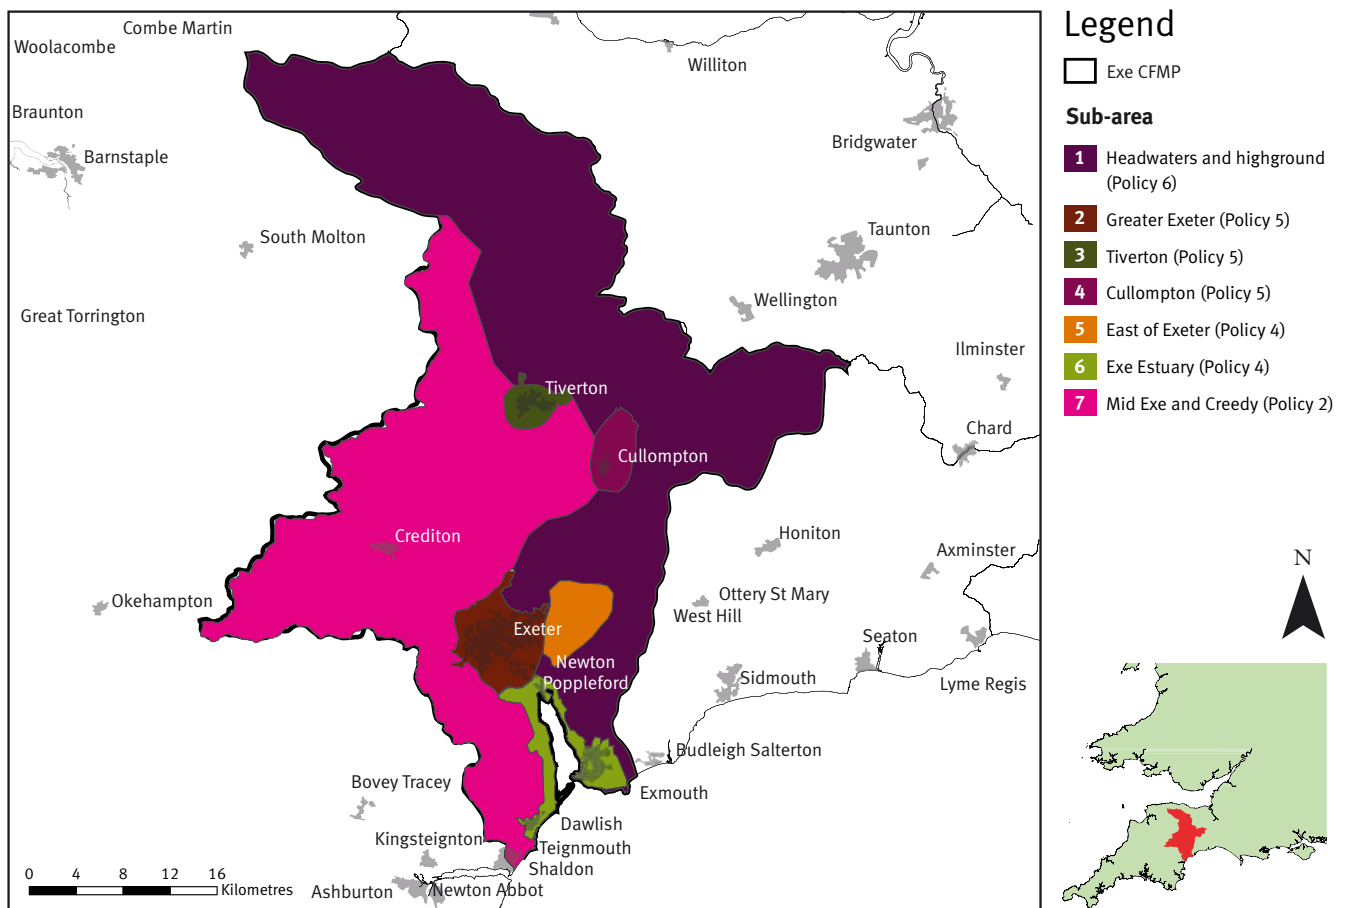 Combe Martin
Woolacombe
Williton
Braunton
Bridgwater
Barnstaple
Taunton
South Molton
Wellington
Great Torrington
Ilminster
Tiverton
Chard
Cullompton
Honiton
Crediton
Axminster
Okehampton
Ottery St Mary
West Hill
Exeter
Seaton
Newton
Poppleford
Sidmouth
Lyme Regis
Budleigh Salterton
Bovey Tracey
Exmouth
Dawlish
Kingsteignton
Teignmouth
Shaldon
Ashburton
Newton Abbot
0 4 8 12 16
Kilometres
Legend
Exe CFMP
Sub-area
1 Headwaters and highground
(Policy 6)
2 Greater Exeter (Policy 5)
3 Tiverton (Policy 5)
4 Cullompton (Policy 5)
5 East of Exeter (Policy 4)
6 Exe Estuary (Policy 4)
7 Mid Exe and Creedy (Policy 2)
N